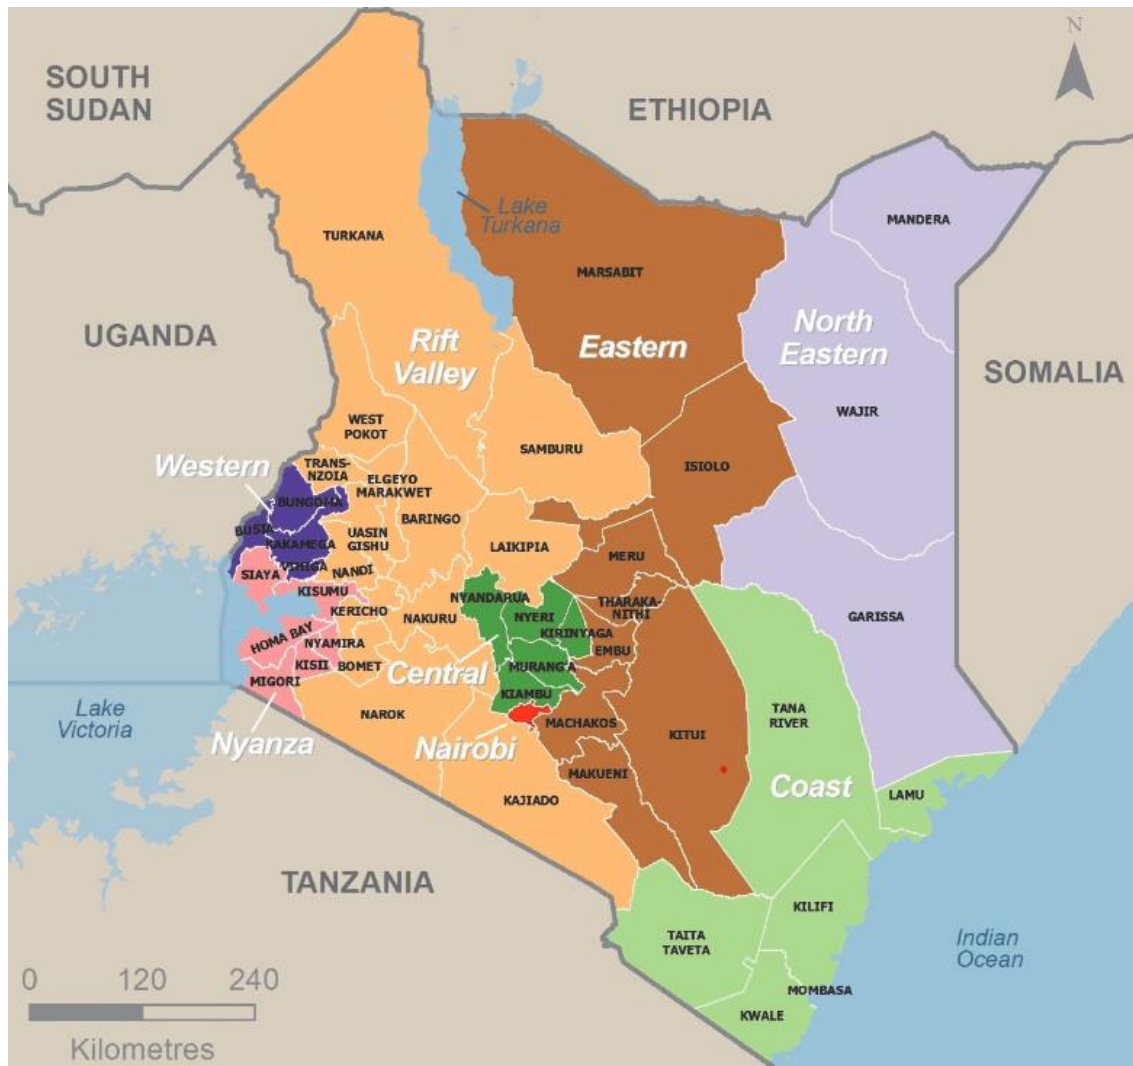 N
SOUTH
SUDAN
ETHIOPIA
Lake
Turkana
MANDERA
TURKANA
MARSABIT
UGANDA
Rift
Valley
Eastern
North
Eastern
SOMALIA
WEST
POKOT
WAJIR
SAMBURU
Western
TRANS-
NZOIA
ELGEYO
MARAKWET
ISIOLO
BUNGOMA
BARINGO
BUSIA
KAKAMEGA
UASIN
GISHU
LAIKIPIA
MERU
VIHIGA
NANDI
SIAYA
KISUMU
NYANDARUA
THARAKA-
NITHI
KERICHO
NAKURU
NYERI
GARISSA
KIRINYAGA
HOMA BAY
NYAMIRA
EMBU
KISII
BOMET
Central
MURANG'A
MIGORI
KIAMBU
Lake
Victoria
NAROK
TANA
RIVER
MACHAKOS
KITUI
Nyanza
Nairobi
MAKUENI
Coast
KAJIADO
LAMU
TANZANIA
KILIFI
TAITA
TAVETA
Indian
Ocean
MOMBASA
KWALE
0 120 240
Kilometres